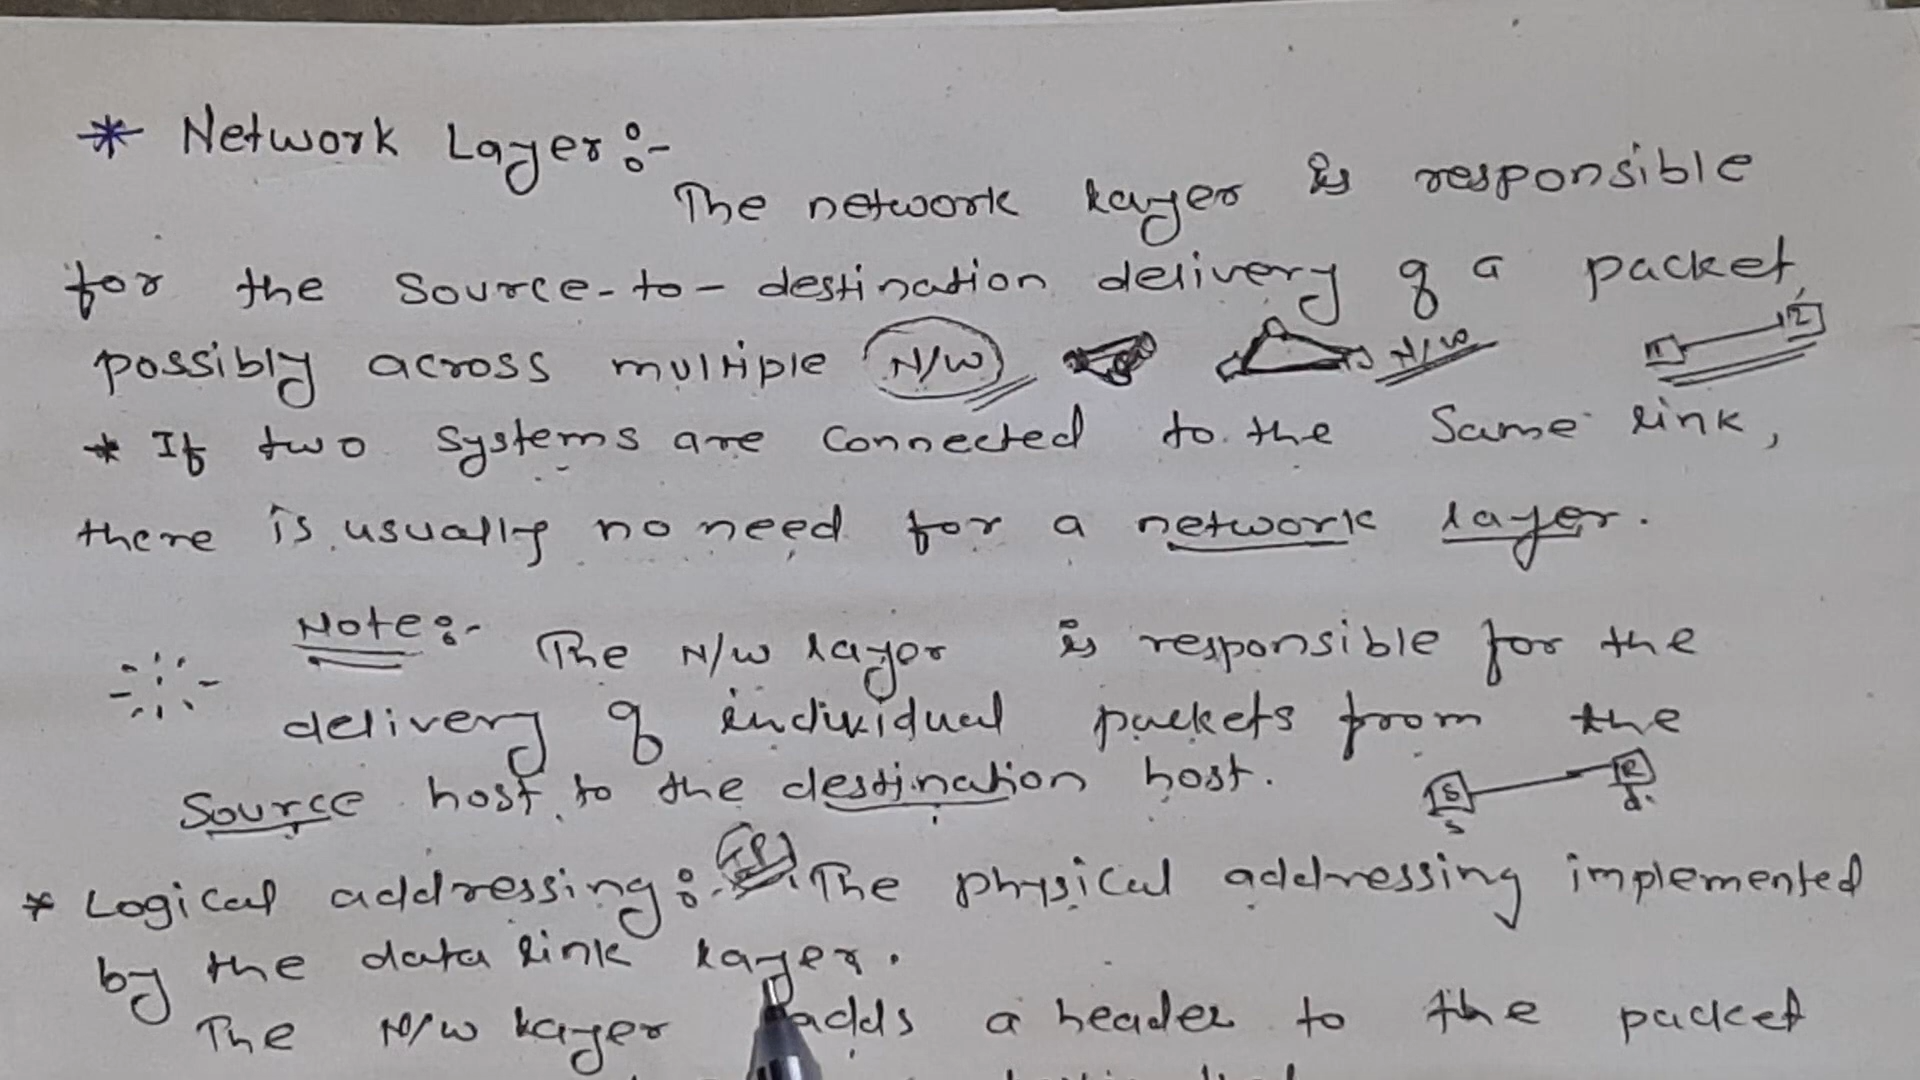 * Network Layer:-
The network layer is responsible
for the source-to-destination delivery of a packet,
possibly across multiple N/W N/W 1 2
* If two systems are connected to the same link,
there is usually no need for a network layer.
Note:- The N/W layer is responsible for the
delivery of individual packets from the
Source host to the destination host. S R
s d.
* Logical addressing:- The physical addressing implemented
by the data link layer.
The N/W layer adds a header to the packet